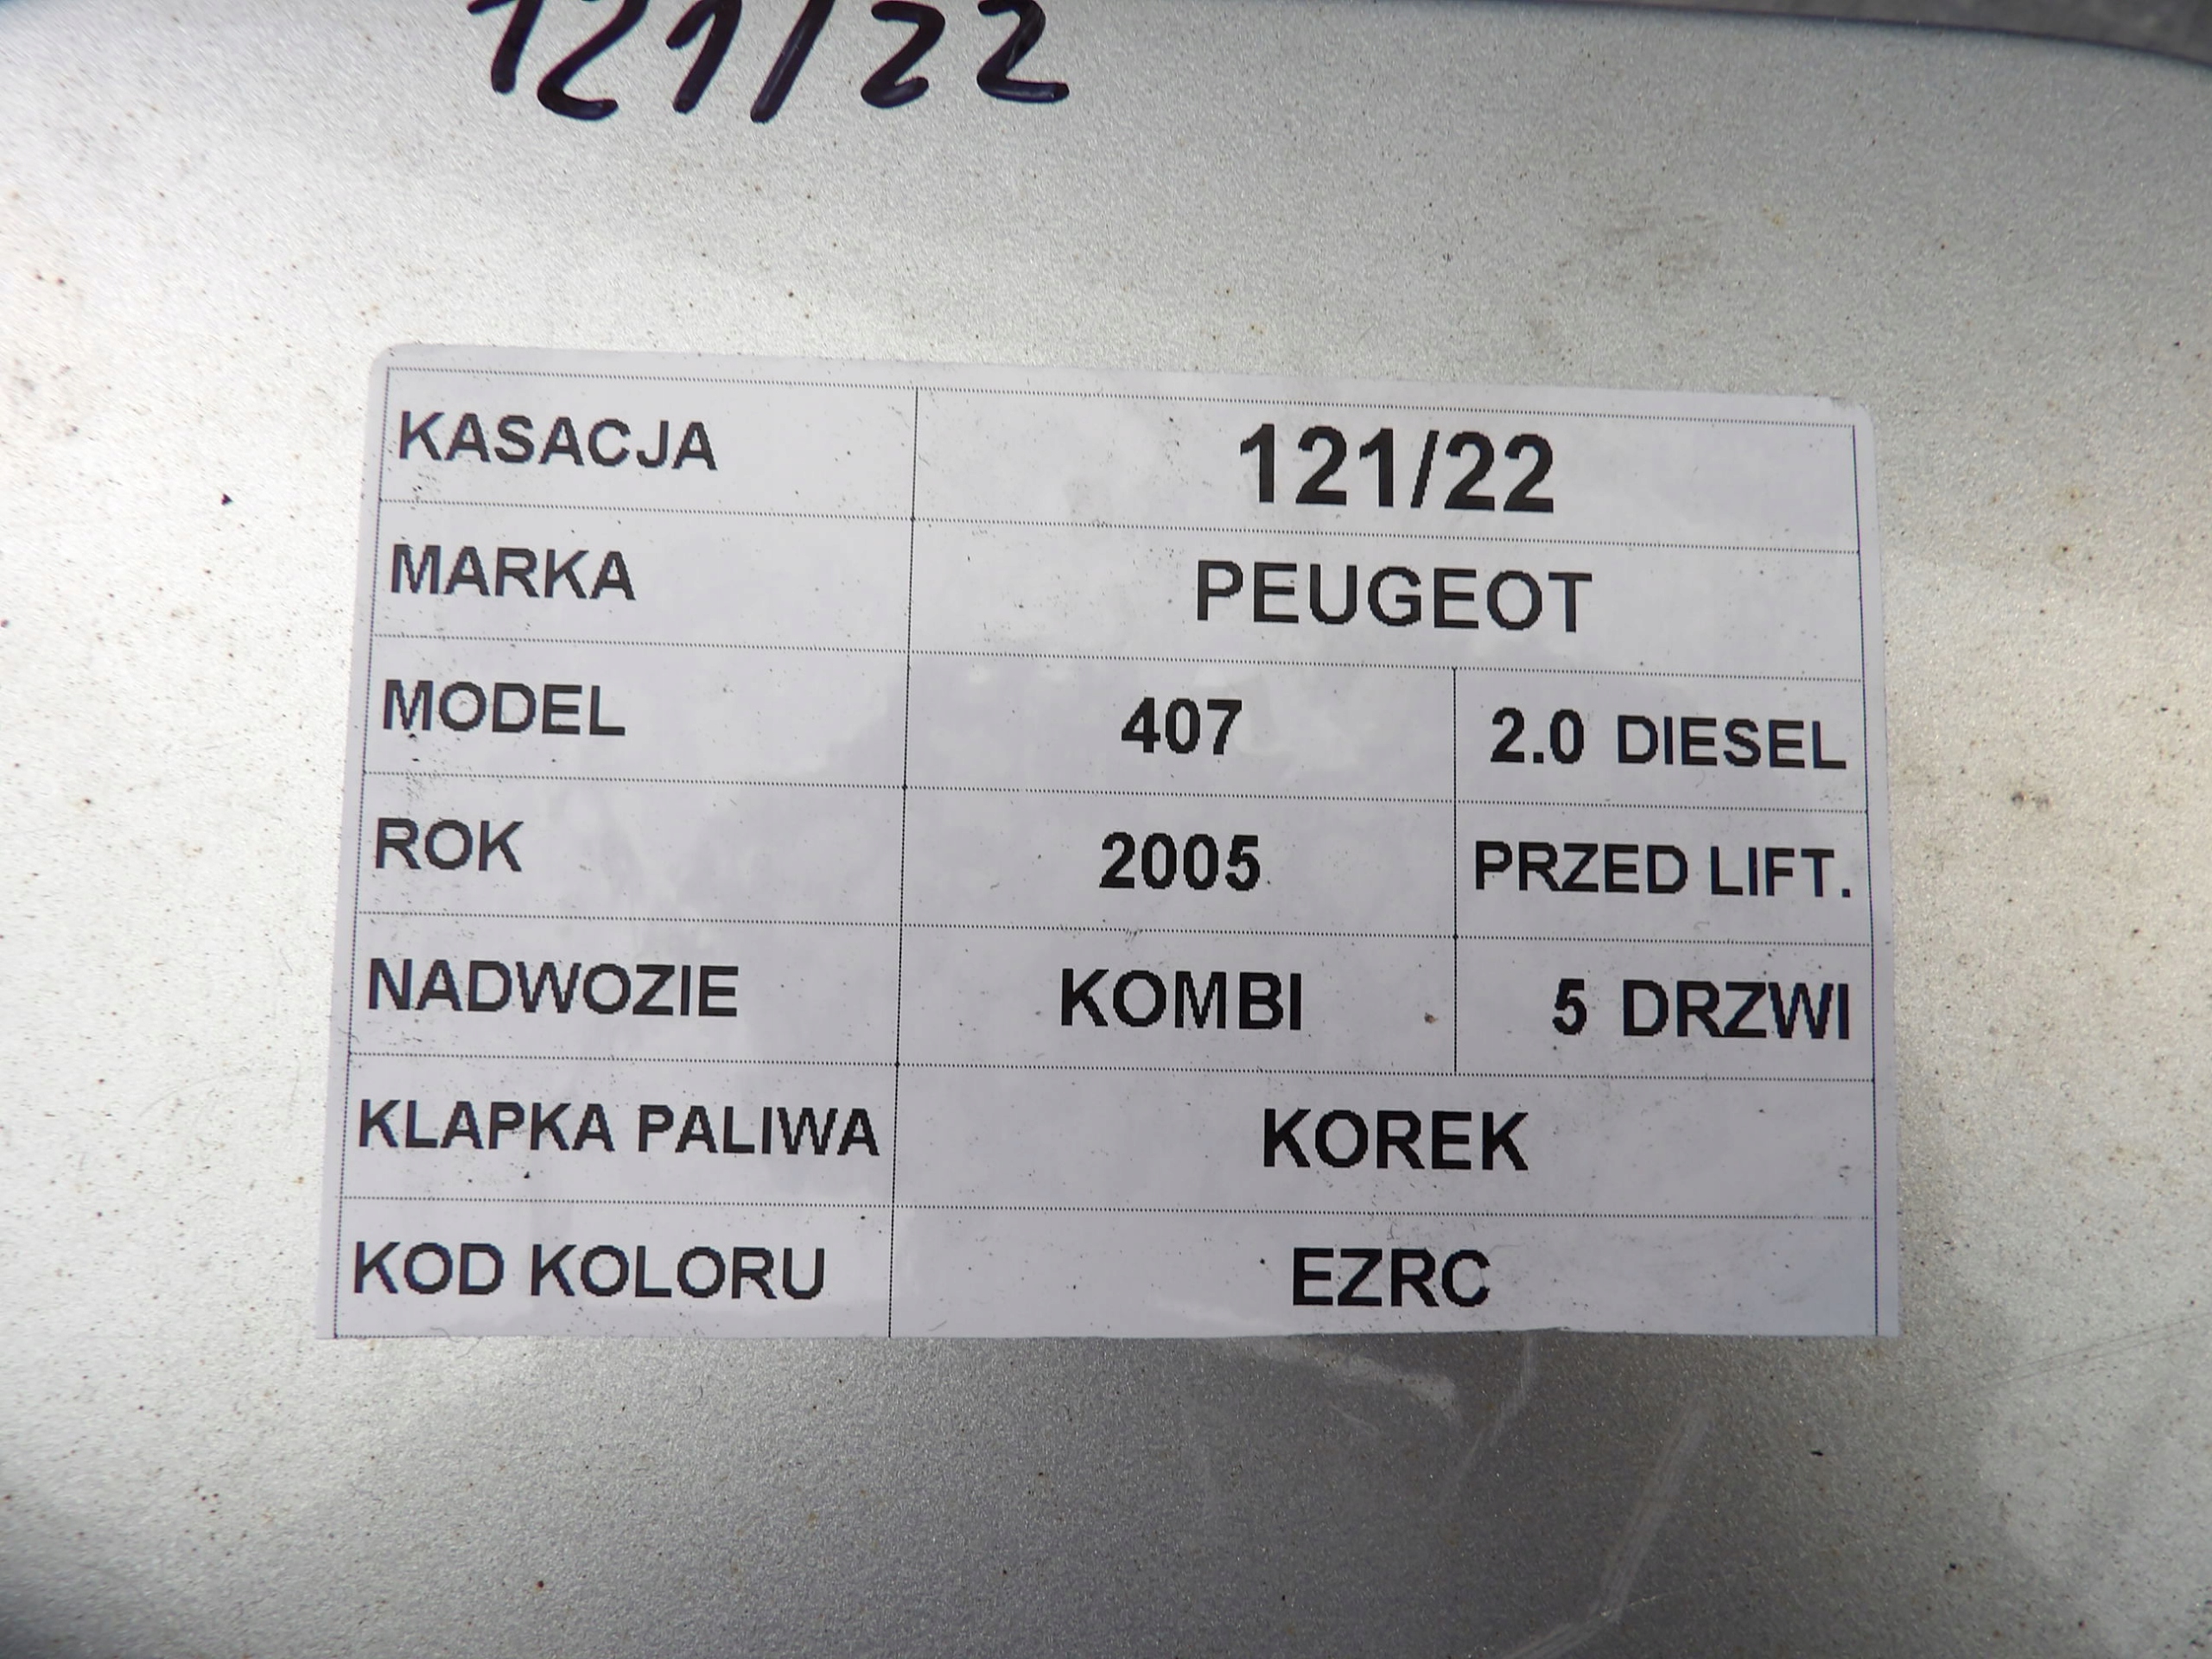 121/22
KASACJA 121/22
MARKA PEUGEOT
MODEL 407 2.0 DIESEL
ROK 2005 PRZED LIFT.
NADWOZIE KOMBI 5 DRZWI
KLAPKA PALIWA KOREK
KOD KOLORU EZRC